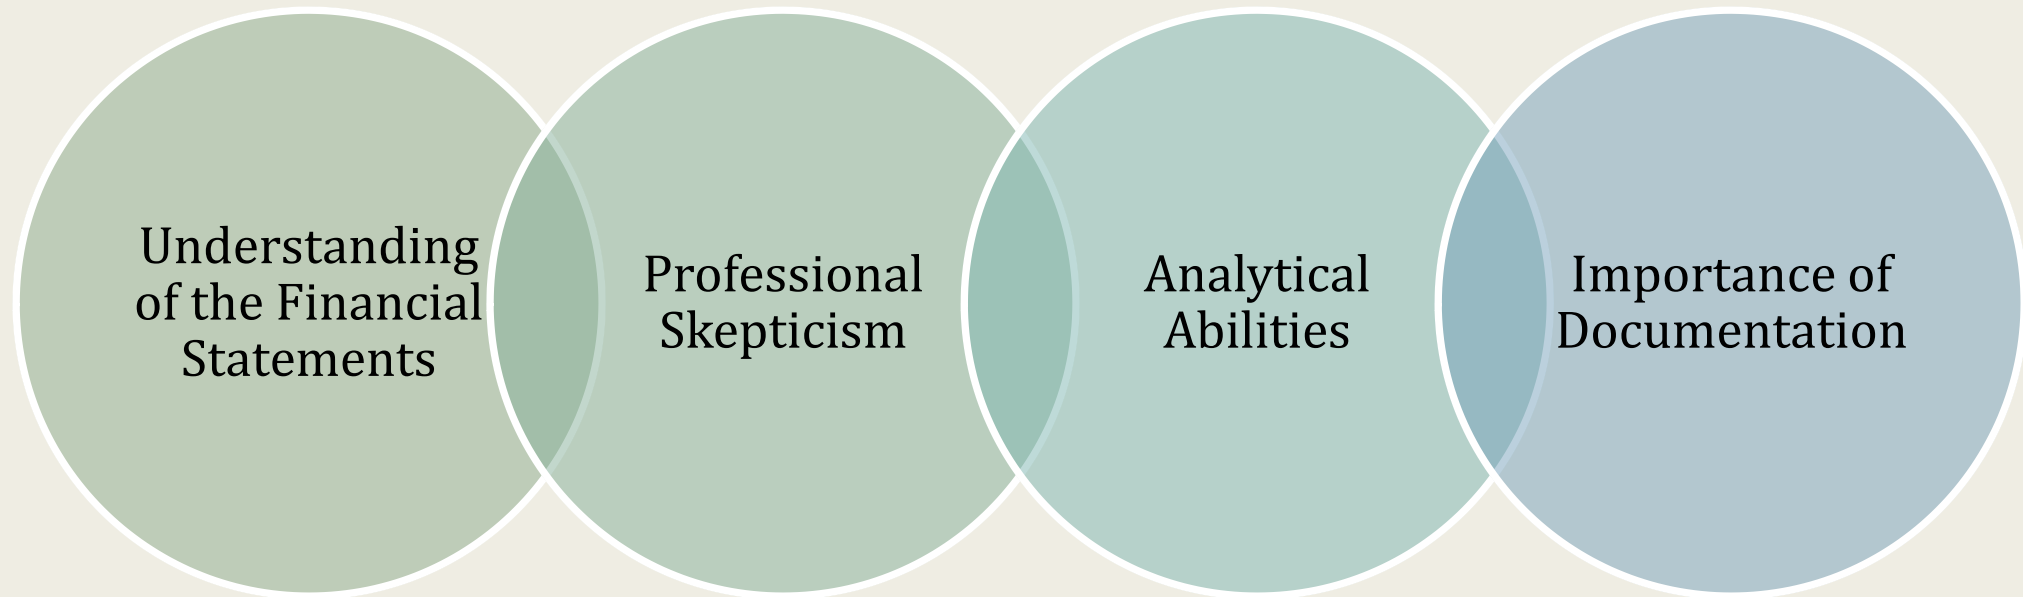 Understanding
of the Financial
Statements
Professional
Skepticism
Analytical
Abilities
Importance of
Documentation